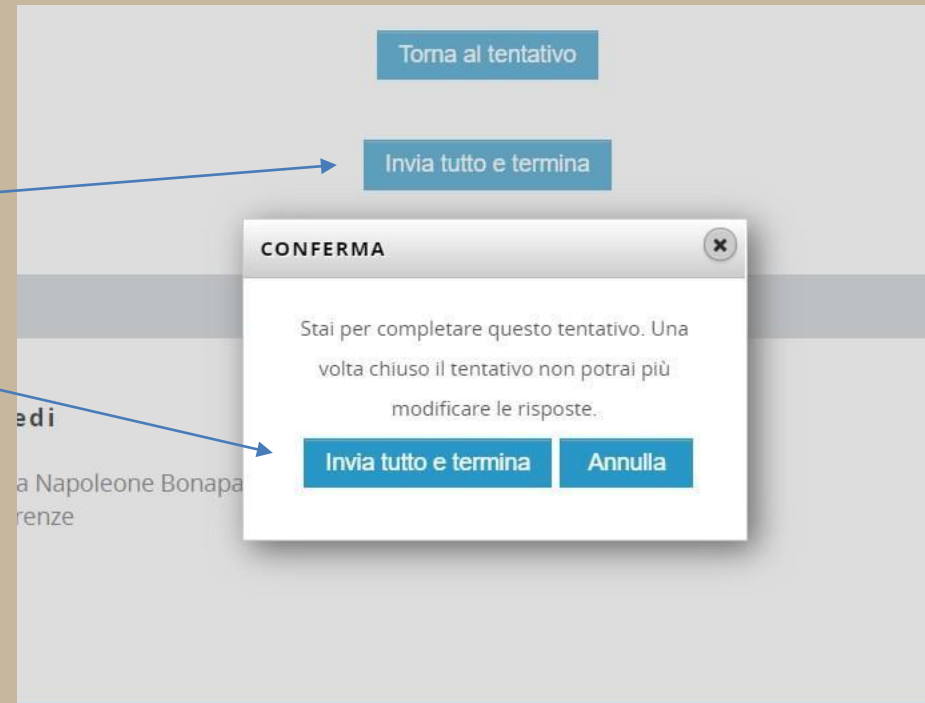 Torna al tentativo
Invia tutto e termina
CONFERMA
Stai per completare questo tentativo. Una
volta chiuso il tentativo non potrai più
modificare le risposte.
Invia tutto e termina Annulla
edi
a Napoleone Bonapa
renze